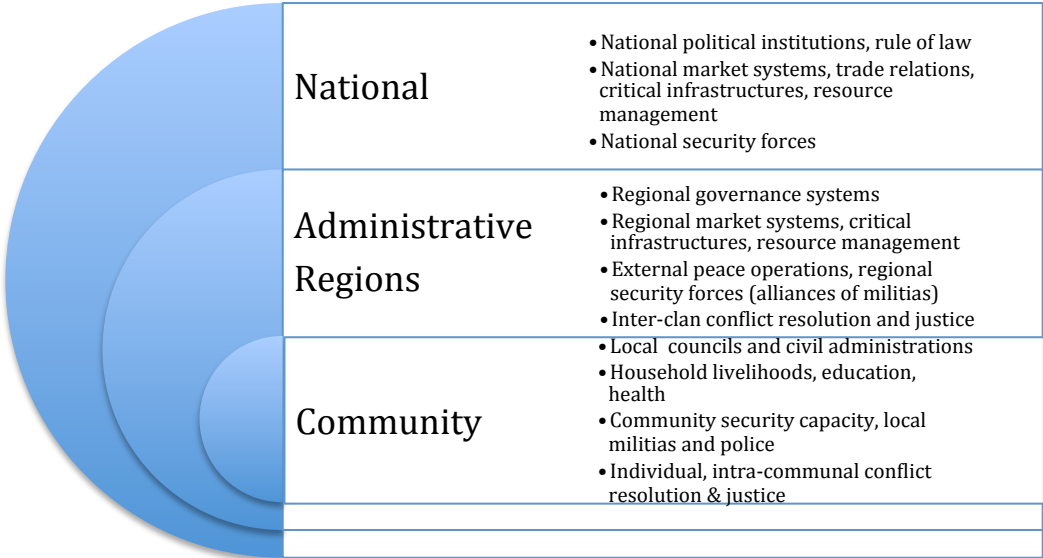 National
• National political institutions, rule of law
• National market systems, trade relations,
critical infrastructures, resource
management
• National security forces
Administrative
Regions
• Regional governance systems
• Regional market systems, critical
infrastructures, resource management
• External peace operations, regional
security forces (alliances of militias)
• Inter-clan conflict resolution and justice
Community
• Local councils and civil administrations
• Household livelihoods, education,
health
• Community security capacity, local
militias and police
• Individual, intra-communal conflict
resolution & justice